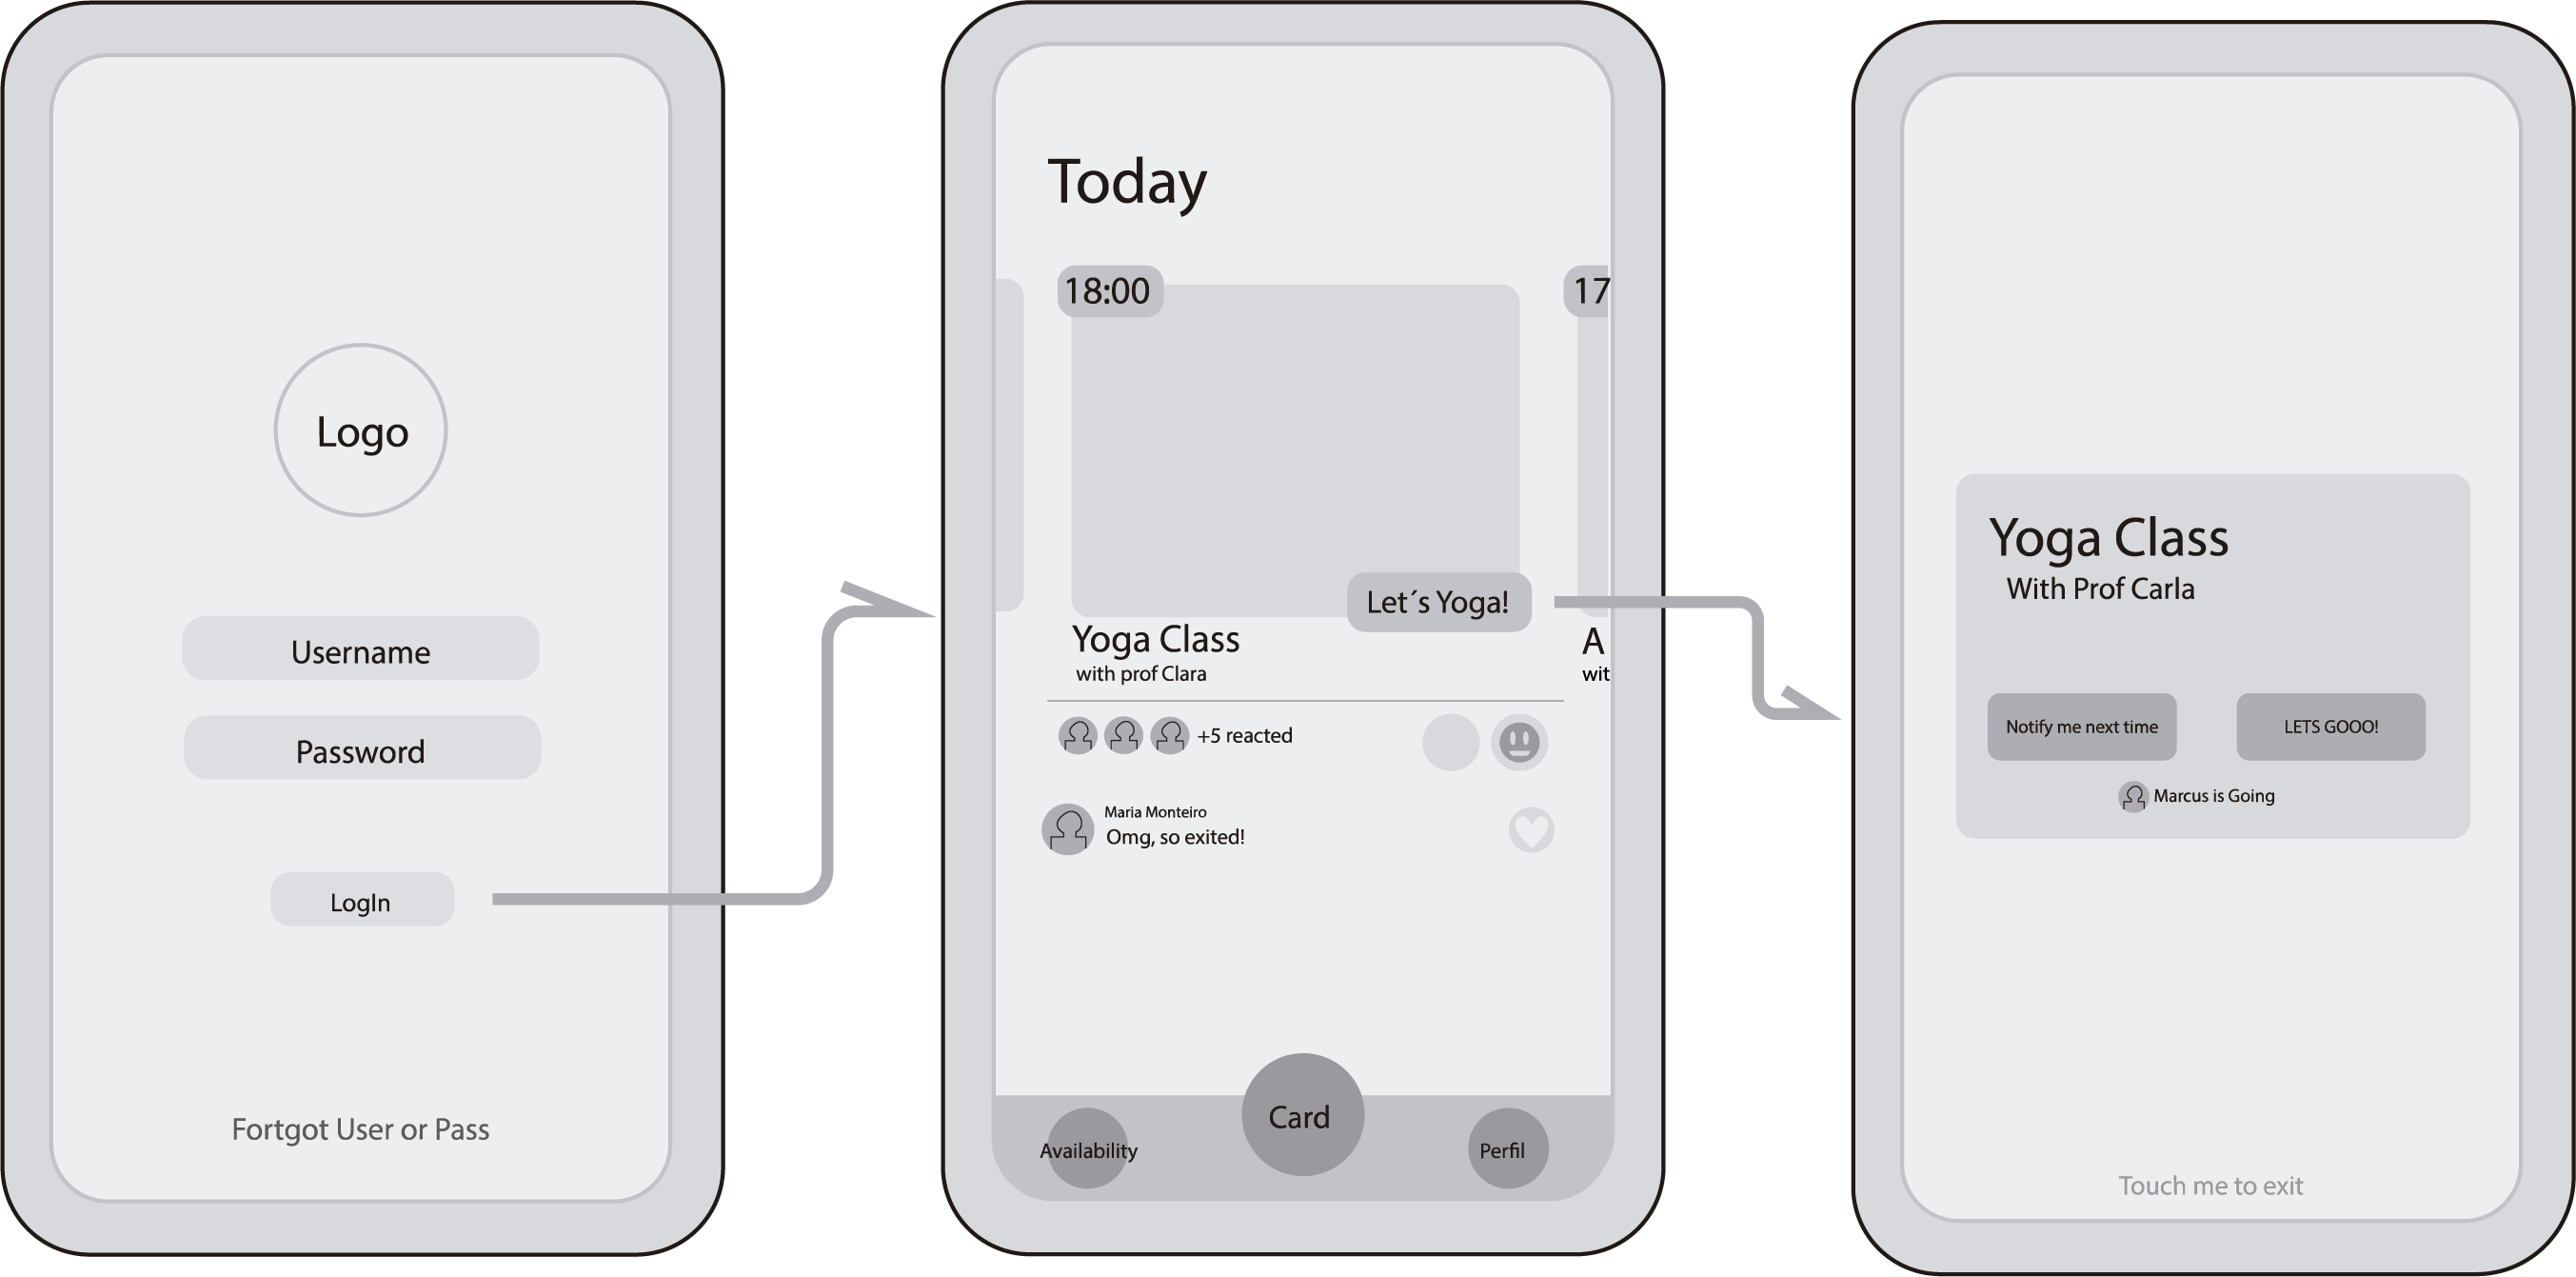 Logo
Username
Password
LogIn
Fortgot User or Pass
Today
18:00
17
Let´s Yoga!
Yoga Class
with prof Clara
A
wit
+5 reacted
Maria Monteiro
Omg, so exited!
Availability
Card
Perfil
Yoga Class
With Prof Carla
Notify me next time
LETS GOOO!
Marcus is Going
Touch me to exit